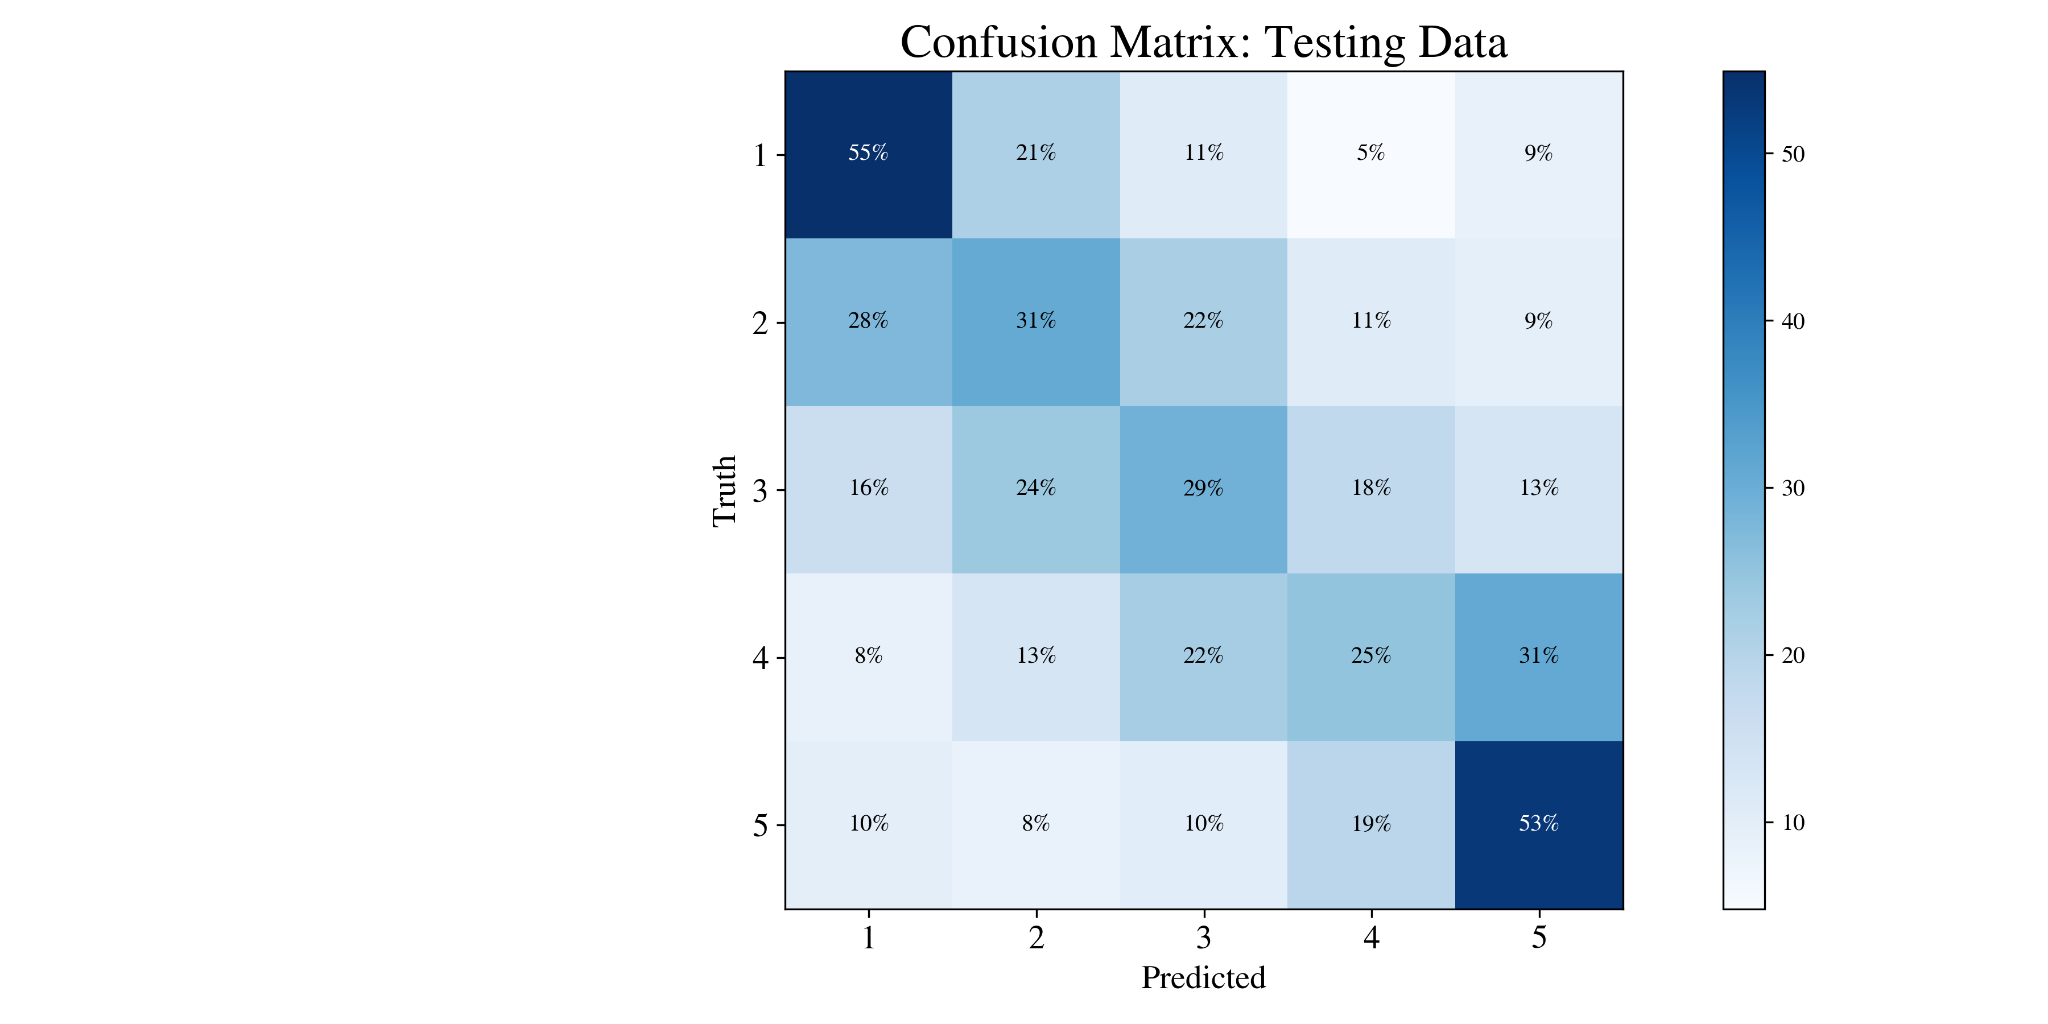 Confusion Matrix: Testing Data
1 55% 21% 11% 5% 9%
2 28% 31% 22% 11% 9%
3 16% 24% 29% 18% 13%
4 8% 13% 22% 25% 31%
5 10% 8% 10% 19% 53%
Truth
1 2 3 4 5
Predicted
50
40
30
20
10